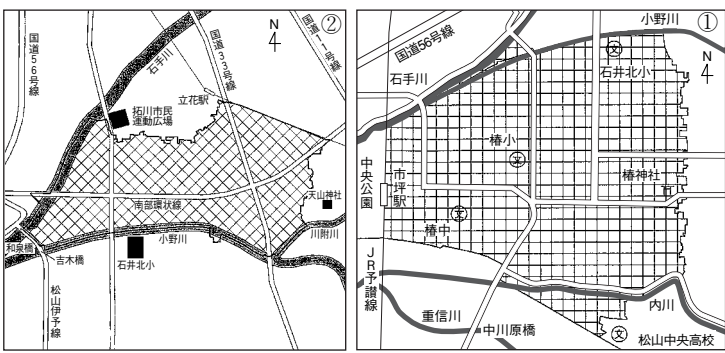 ②
N
国道56号線
石手川
国道33号線
国道11号線
立花駅
拓川市民
運動広場
南部環状線
天山神社
小野川
川附川
和泉橋
吉木橋
石井北小
松山伊予線
①
小野川
国道56号線
N
文
石井北小
石手川
椿小
文
椿神社
中央公園
市坪駅
文
椿中
JR予讃線
内川
重信川
中川原橋
文
松山中央高校